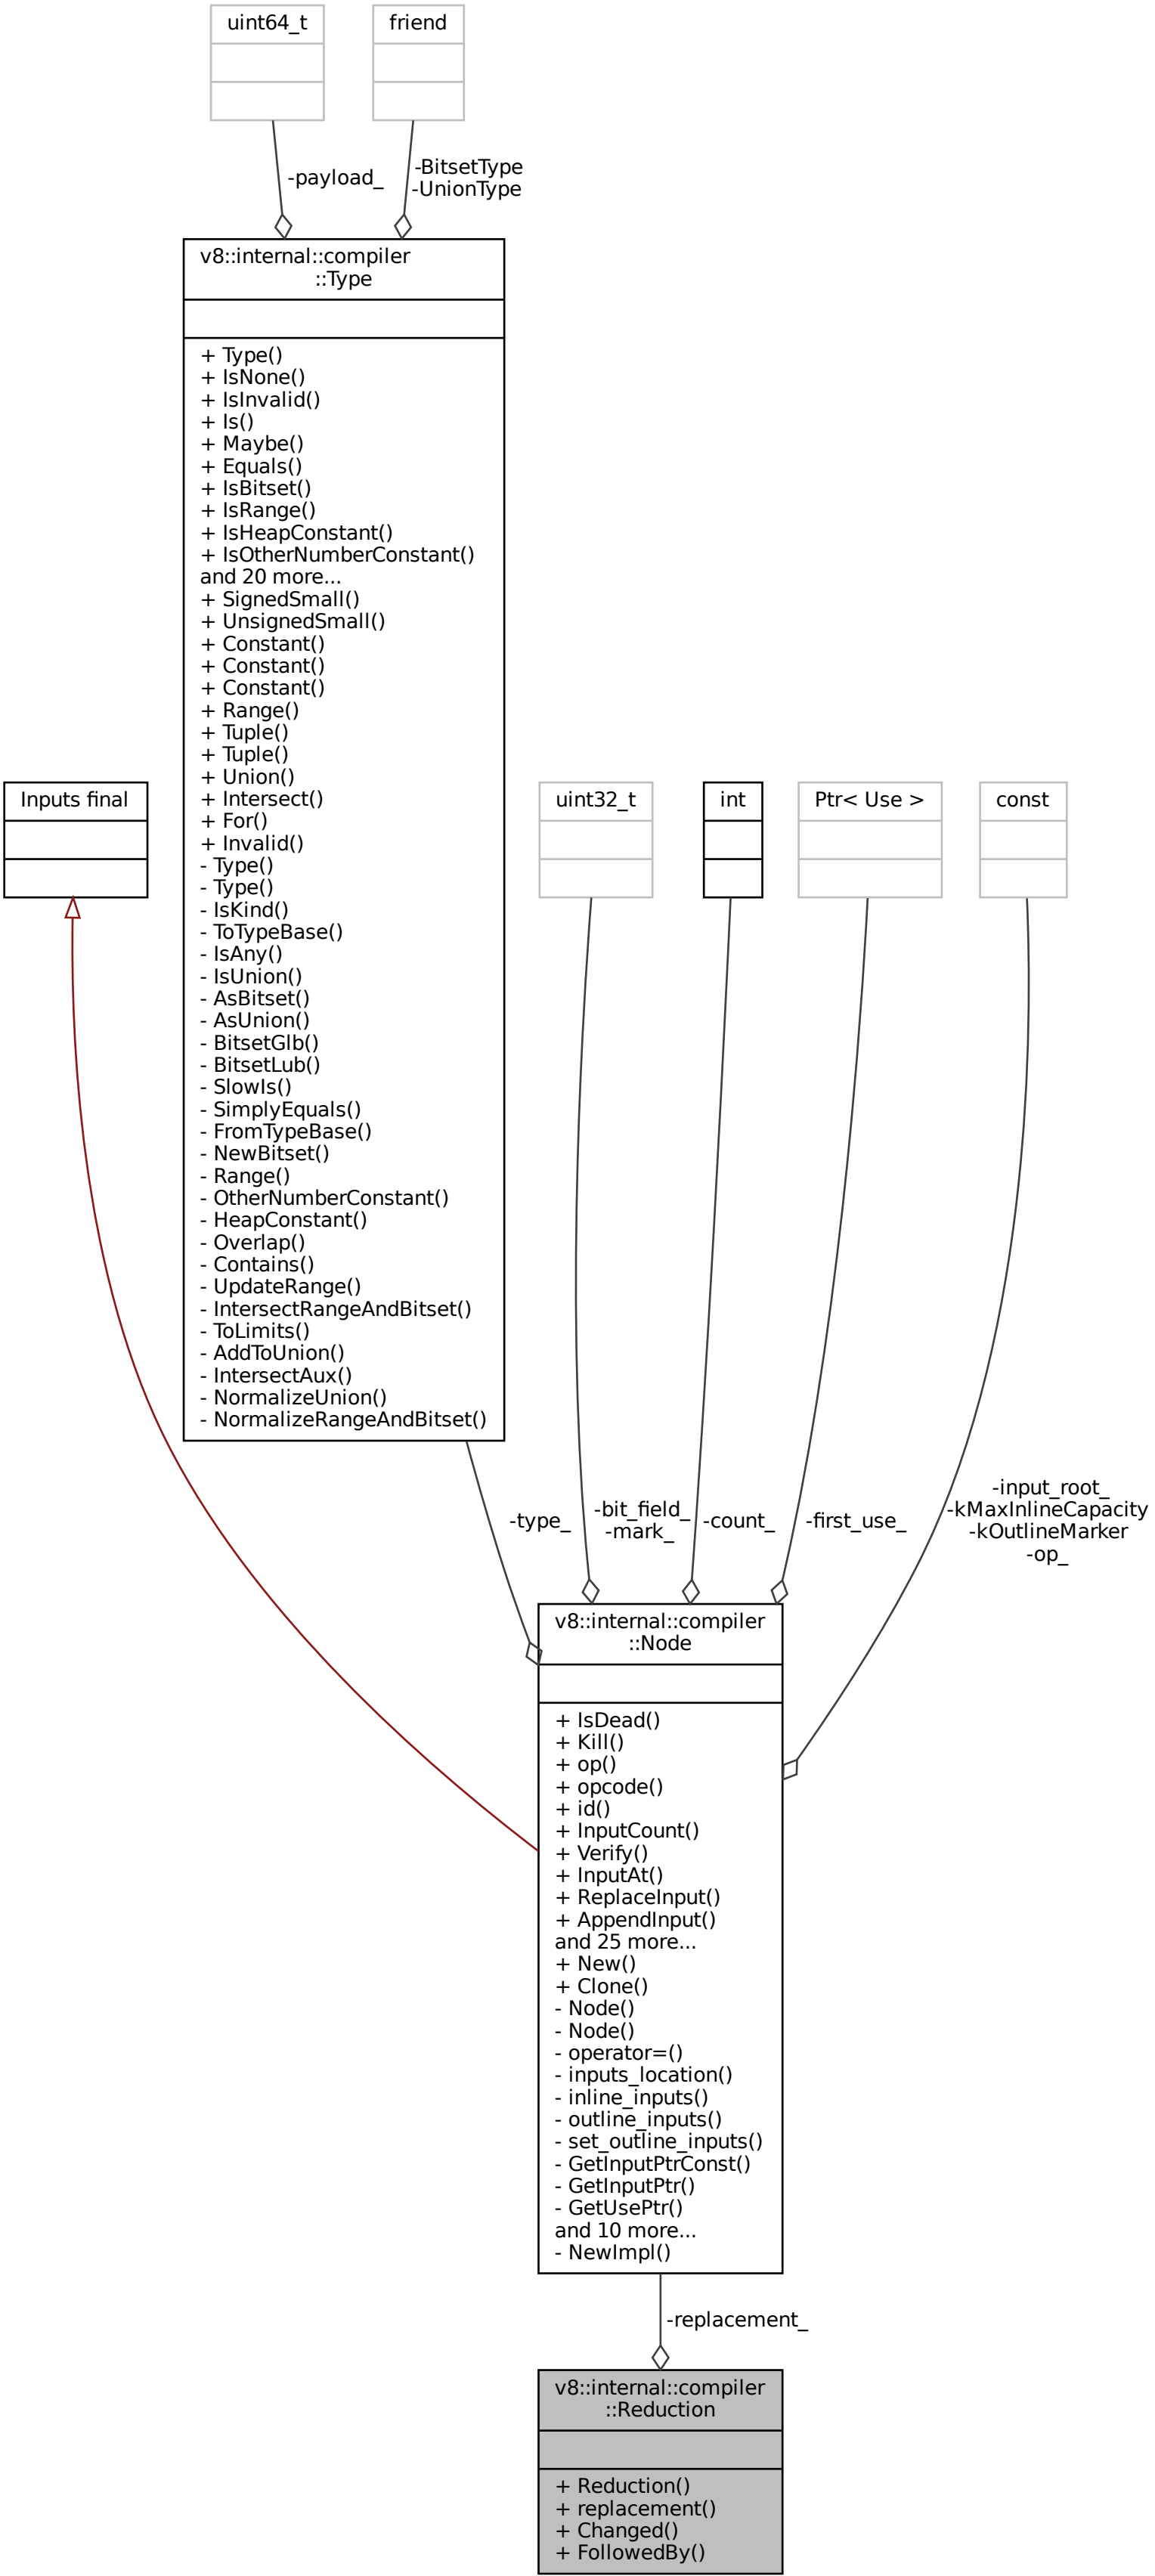 uint64_t
friend
-payload_
-BitsetType
-UnionType
v8::internal::compiler
::Type
+ Type()
+ IsNone()
+ IsInvalid()
+ Is()
+ Maybe()
+ Equals()
+ IsBitset()
+ IsRange()
+ IsHeapConstant()
+ IsOtherNumberConstant()
and 20 more...
+ SignedSmall()
+ UnsignedSmall()
+ Constant()
+ Constant()
+ Constant()
+ Range()
+ Tuple()
+ Tuple()
+ Union()
+ Intersect()
+ For()
+ Invalid()
- Type()
- Type()
- IsKind()
- ToTypeBase()
- IsAny()
- IsUnion()
- AsBitset()
- AsUnion()
- BitsetGlb()
- BitsetLub()
- SlowIs()
- SimplyEquals()
- FromTypeBase()
- NewBitset()
- Range()
- OtherNumberConstant()
- HeapConstant()
- Overlap()
- Contains()
- UpdateRange()
- IntersectRangeAndBitset()
- ToLimits()
- AddToUnion()
- IntersectAux()
- NormalizeUnion()
- NormalizeRangeAndBitset()
Inputs final
uint32_t
int
Ptr< Use >
const
-type_
-bit_field_
-mark_
-count_
-first_use_
-input_root_
-kMaxInlineCapacity
-kOutlineMarker
-op_
v8::internal::compiler
::Node
+ IsDead()
+ Kill()
+ op()
+ opcode()
+ id()
+ InputCount()
+ Verify()
+ InputAt()
+ ReplaceInput()
+ AppendInput()
and 25 more...
+ New()
+ Clone()
- Node()
- Node()
- operator=()
- inputs_location()
- inline_inputs()
- outline_inputs()
- set_outline_inputs()
- GetInputPtrConst()
- GetInputPtr()
- GetUsePtr()
and 10 more...
- NewImpl()
-replacement_
v8::internal::compiler
::Reduction
+ Reduction()
+ replacement()
+ Changed()
+ FollowedBy()